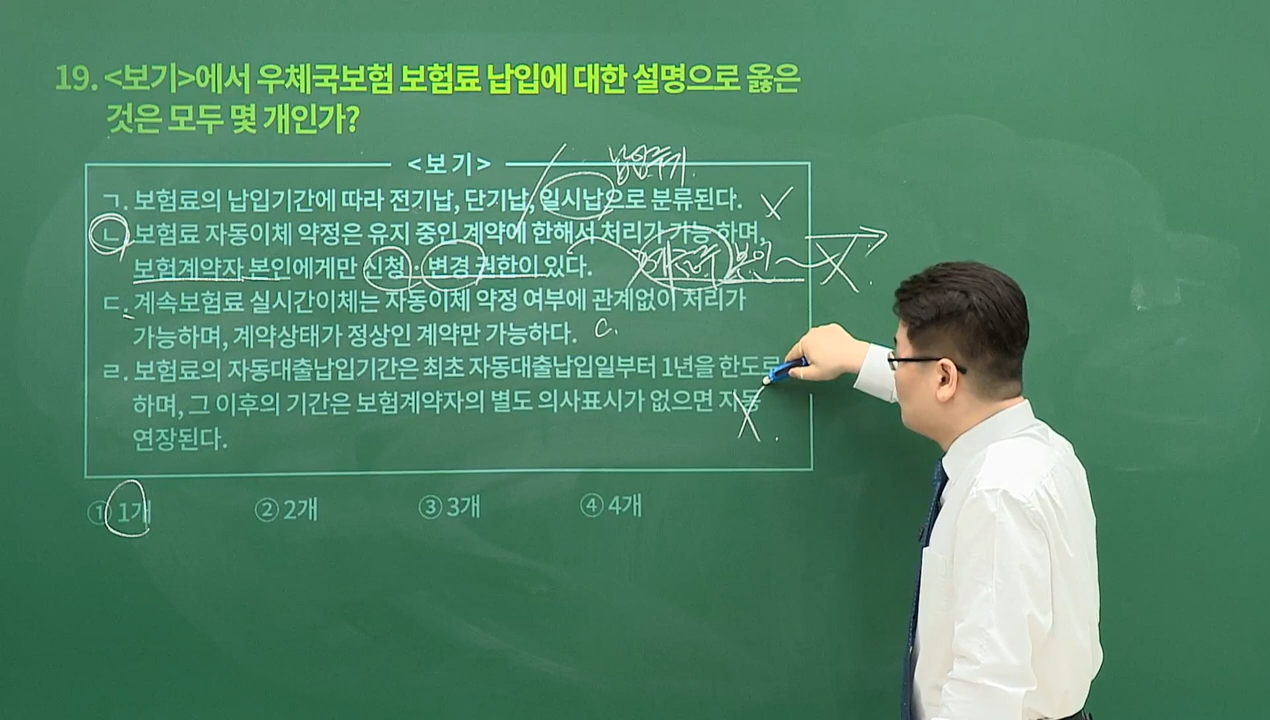 19. <보기>에서 우체국보험 보험료 납입에 대한 설명으로 옳은
것은 모두 몇 개인가?
<보기>
납입주기
ㄱ. 보험료의 납입기간에 따라 전기납, 단기납, 일시납으로 분류된다. X
ㄴ. 보험료 자동이체 약정은 유지 중인 계약에 한해서 처리가 가능하며,
보험계약자 본인에게만 신청·변경 권한이 있다. 예금주 본인 X
ㄷ. 계속보험료 실시간이체는 자동이체 약정 여부에 관계없이 처리가
가능하며, 계약상태가 정상인 계약만 가능하다.
ㄹ. 보험료의 자동대출납입기간은 최초 자동대출납입일부터 1년을 한도로
하며, 그 이후의 기간은 보험계약자의 별도 의사표시가 없으면 자동 X
연장된다.
① 1개 ② 2개 ③ 3개 ④ 4개